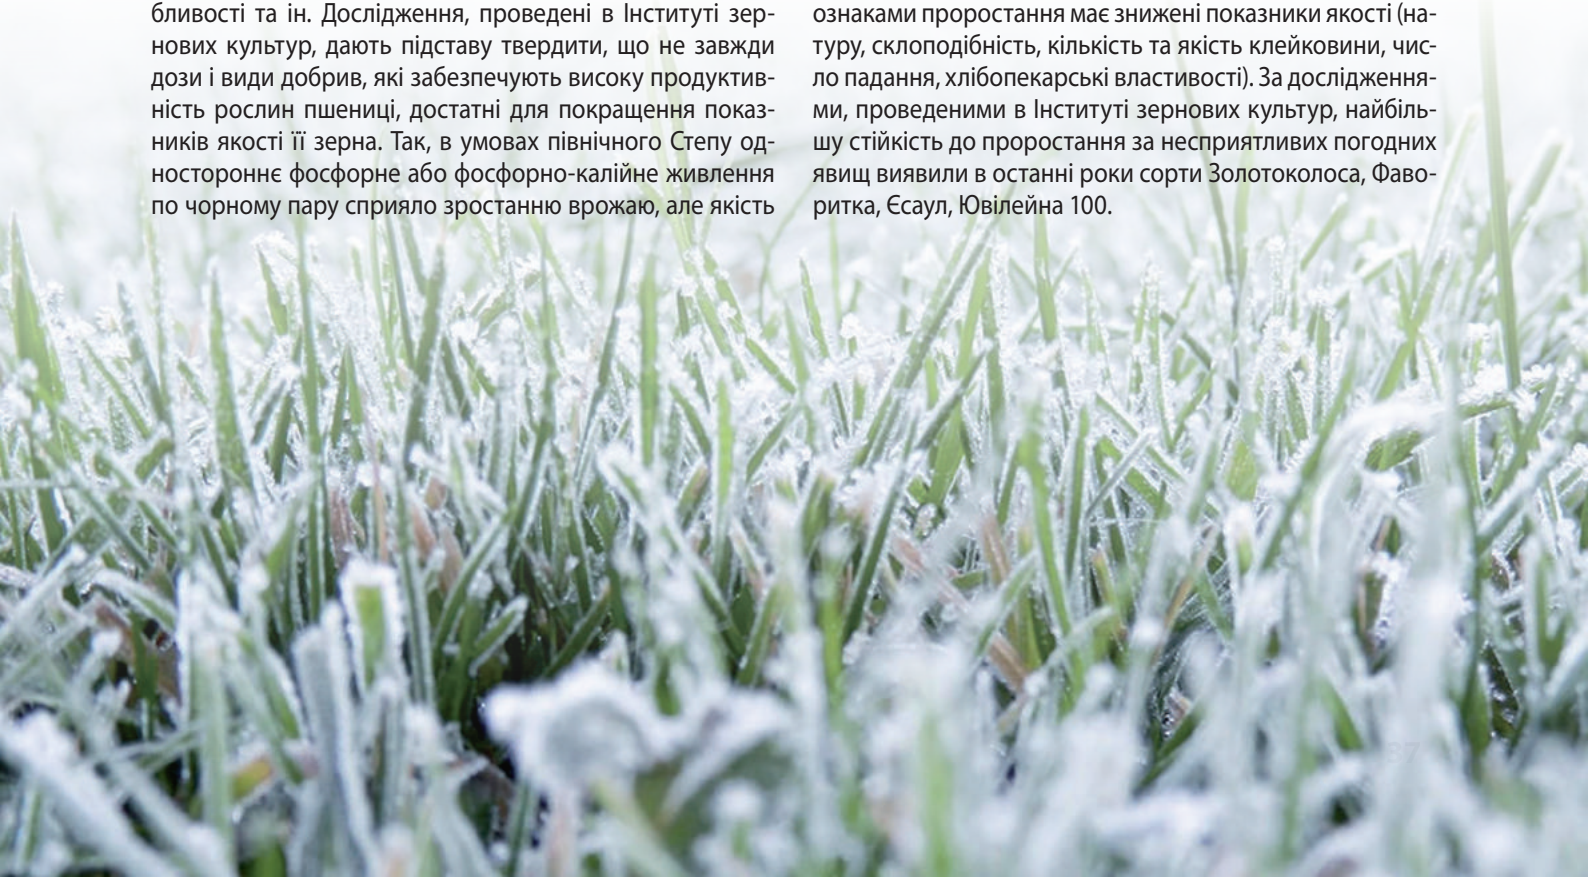 бливості та ін. Дослідження, проведені в Інституті зер-
нових культур, дають підставу твердити, що не завжди
дози і види добрив, які забезпечують високу продуктив-
ність рослин пшениці, достатні для покращення показ-
ників якості її зерна. Так, в умовах північного Степу од-
ностороннє фосфорне або фосфорно-калійне живлення
по чорному пару сприяло зростанню врожаю, але якість
ознаками проростання має знижені показники якості (на-
туру, склоподібність, кількість та якість клейковини, чис-
ло падання, хлібопекарські властивості). За дослідження-
ми, проведеними в Інституті зернових культур, найбіль-
шу стійкість до проростання за несприятливих погодних
явищ виявили в останні роки сорти Золотоколоса, Фаво-
ритка, Єсаул, Ювілейна 100.
37